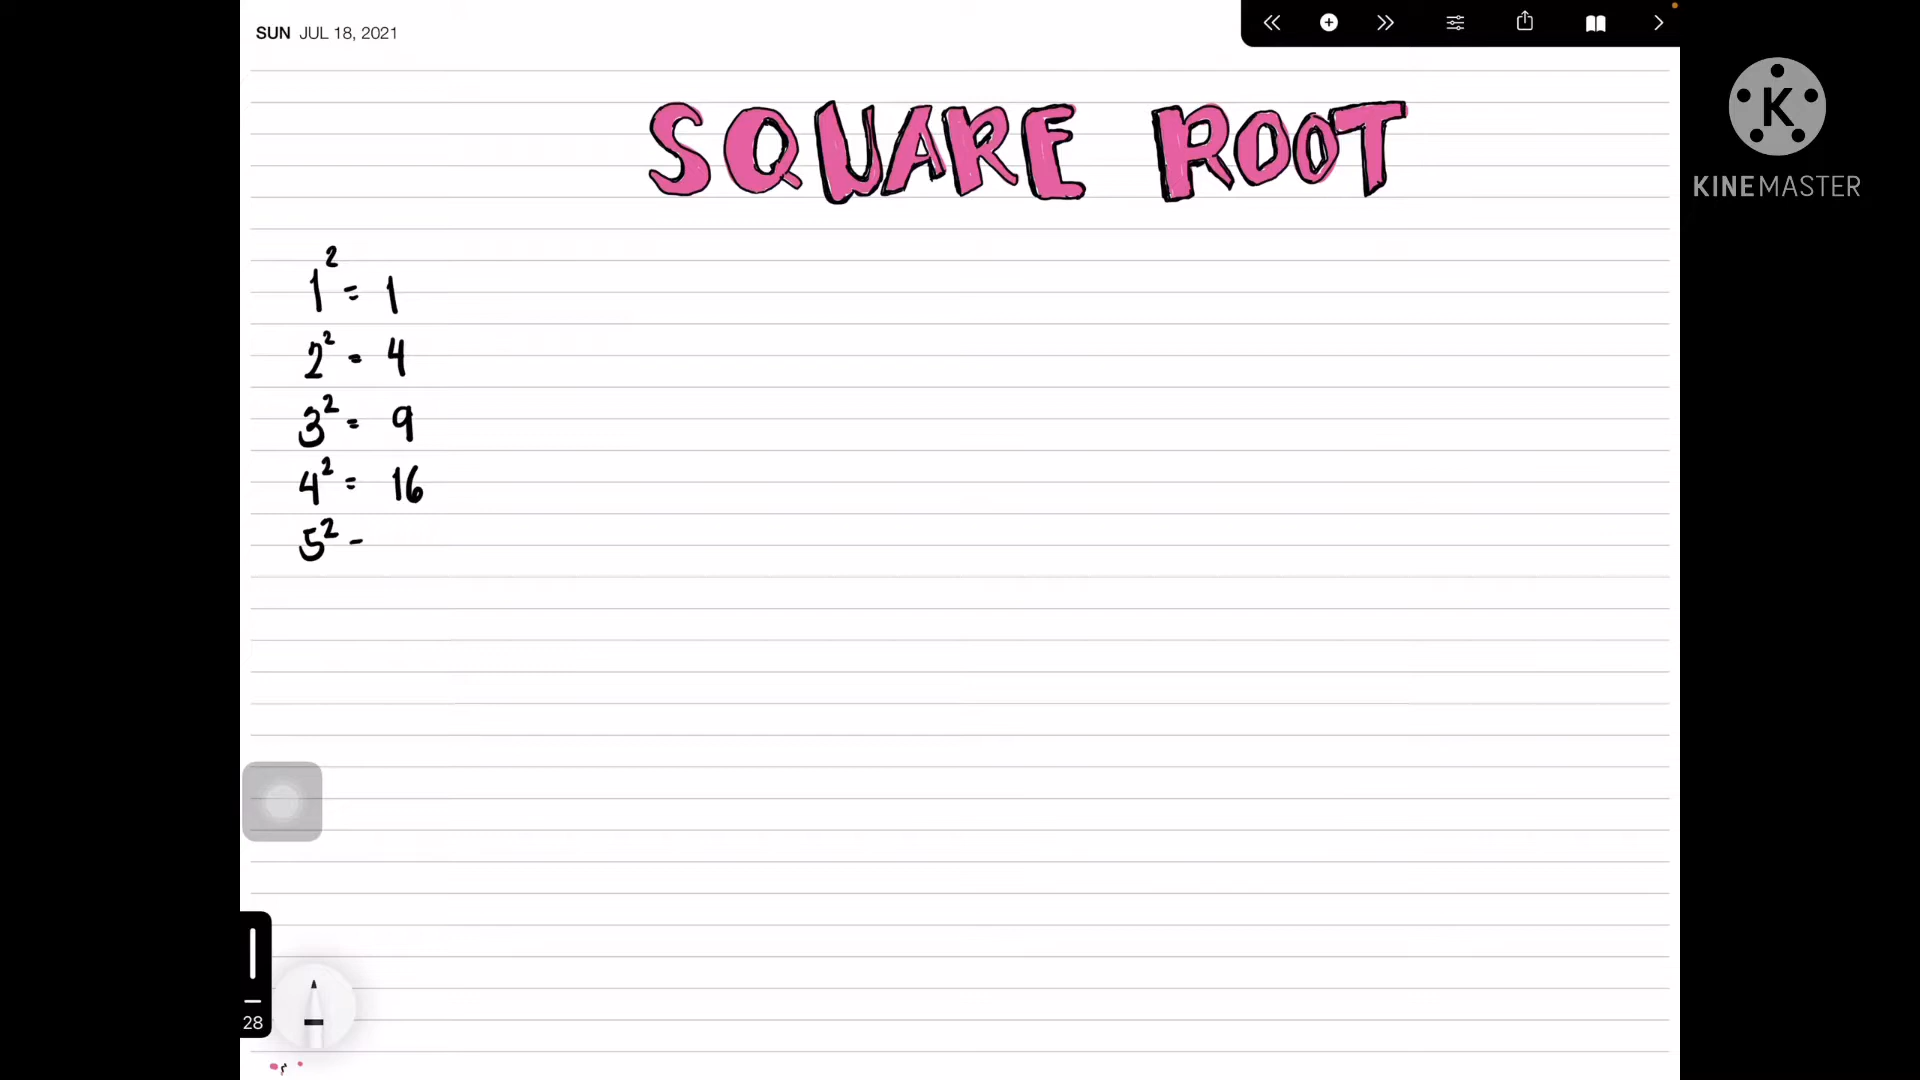 SUN JUL 18, 2021
SQUARE ROOT
K
KINEMASTER
1² = 1
2² = 4
3² = 9
4² = 16
5² -
28